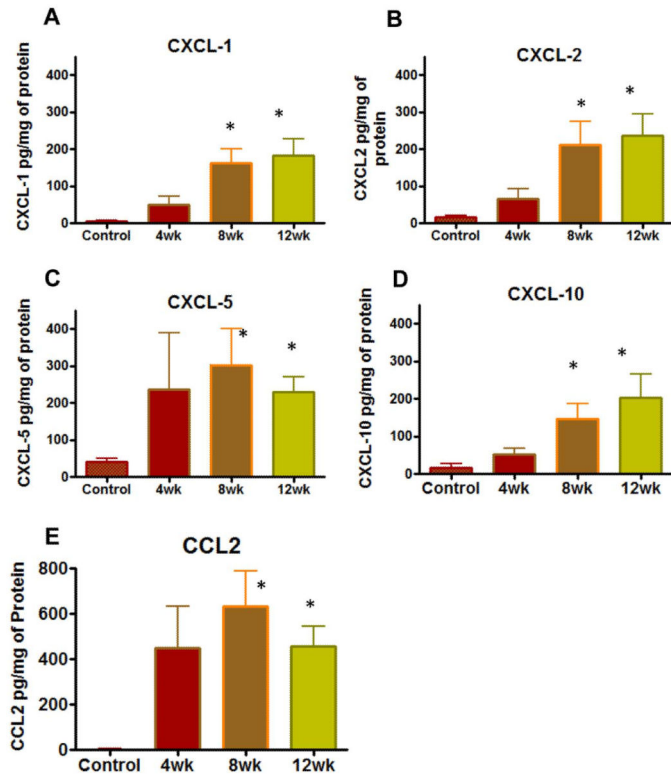 A
CXCL-1
CXCL-1 pg/mg of protein
400
300
200
100
0
*
*
Control 4wk 8wk 12wk
B
CXCL-2
CXCL2 pg/mg of
protein
400
300
200
100
0
*
*
Control 4wk 8wk 12wk
C
CXCL-5
CXCL-5 pg/mg of protein
400
300
200
100
0
*
*
Control 4wk 8wk 12wk
D
CXCL-10
CXCL-10 pg/mg of protein
400
300
200
100
0
*
*
Control 4wk 8wk 12wk
E
CCL2
CCL2 pg/mg of Protein
800
600
400
200
0
*
*
Control 4wk 8wk 12wk